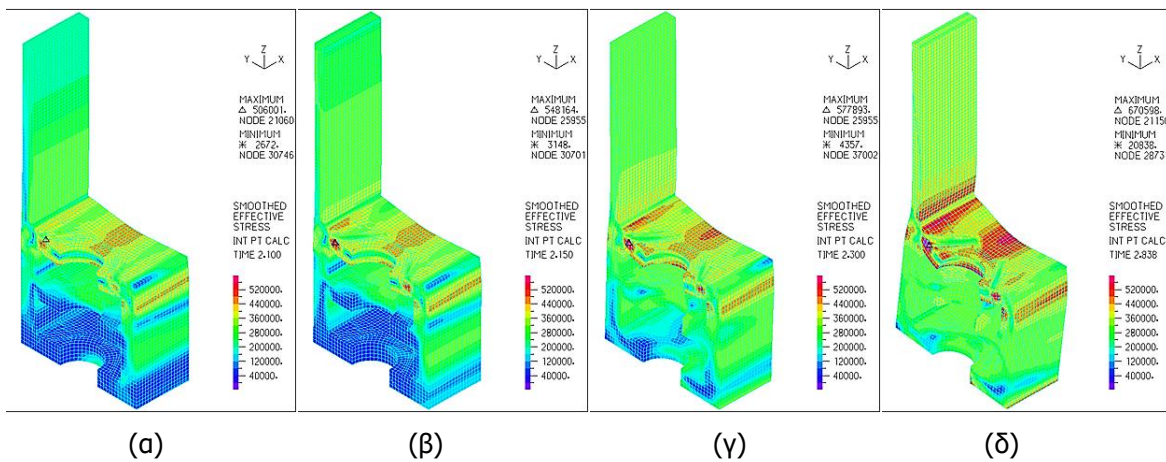 Z
Y X
MAXIMUM
△ 506001.
NODE 21060
MINIMUM
* 2672.
NODE 30746
SMOOTHED
EFFECTIVE
STRESS
INT PT CALC
TIME 2.100
520000.
440000.
360000.
280000.
200000.
120000.
40000.
Z
Y X
MAXIMUM
△ 548164.
NODE 25955
MINIMUM
* 3148.
NODE 30701
SMOOTHED
EFFECTIVE
STRESS
INT PT CALC
TIME 2.150
520000.
440000.
360000.
280000.
200000.
120000.
40000.
Z
Y X
MAXIMUM
△ 577893.
NODE 25955
MINIMUM
* 4357.
NODE 37002
SMOOTHED
EFFECTIVE
STRESS
INT PT CALC
TIME 2.300
520000.
440000.
360000.
280000.
200000.
120000.
40000.
Z
Y X
MAXIMUM
△ 670598.
NODE 21150
MINIMUM
* 20838.
NODE 2873
SMOOTHED
EFFECTIVE
STRESS
INT PT CALC
TIME 2.838
520000.
440000.
360000.
280000.
200000.
120000.
40000.
(α) (β) (γ) (δ)